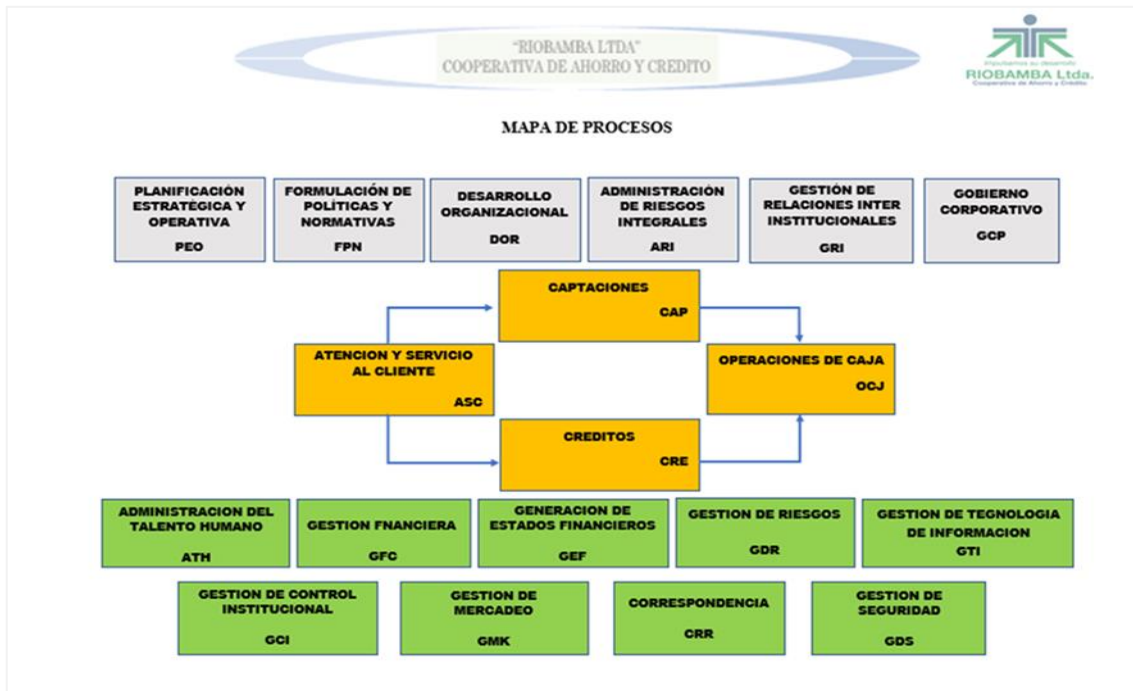 "RIOBAMBA LTDA"
COOPERATIVA DE AHORRO Y CREDITO
Impulsamos su desarrollo
RIOBAMBA Ltda.
Cooperativa de Ahorro y Crédito
MAPA DE PROCESOS
PLANIFICACIÓN
ESTRATÉGICA Y
OPERATIVA
PEO
FORMULACIÓN DE
POLÍTICAS Y
NORMATIVAS
FPN
DESARROLLO
ORGANIZACIONAL
DOR
ADMINISTRACIÓN
DE RIESGOS
INTEGRALES
ARI
GESTIÓN DE
RELACIONES INTER
INSTITUCIONALES
GRI
GOBIERNO
CORPORATIVO
GCP
CAPTACIONES
CAP
ATENCION Y SERVICIO
AL CLIENTE
ASC
OPERACIONES DE CAJA
OCJ
CREDITOS
CRE
ADMINISTRACION DEL
TALENTO HUMANO
ATH
GESTION FNANCIERA
GFC
GENERACION DE
ESTADOS FINANCIEROS
GEF
GESTION DE RIESGOS
GDR
GESTION DE TEGNOLOGIA
DE INFORMACION
GTI
GESTION DE CONTROL
INSTITUCIONAL
GCI
GESTION DE
MERCADEO
GMK
CORRESPONDENCIA
CRR
GESTION DE
SEGURIDAD
GDS